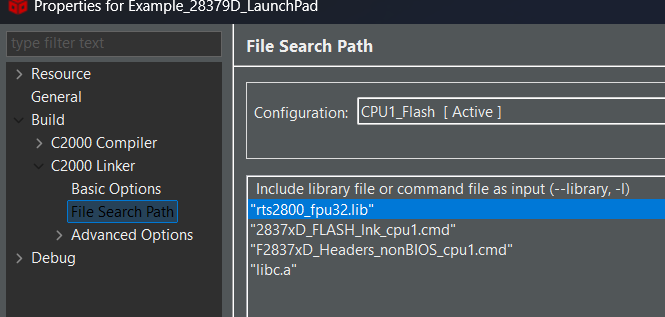 Properties for Example_28379D_LaunchPad
type filter text
File Search Path
Resource
General
Build
C2000 Compiler
C2000 Linker
Basic Options
File Search Path
Advanced Options
Debug
Configuration: CPU1_Flash [ Active ]
Include library file or command file as input (--library, -l)
"rts2800_fpu32.lib"
"2837xD_FLASH_lnk_cpu1.cmd"
"F2837xD_Headers_nonBIOS_cpu1.cmd"
"libc.a"